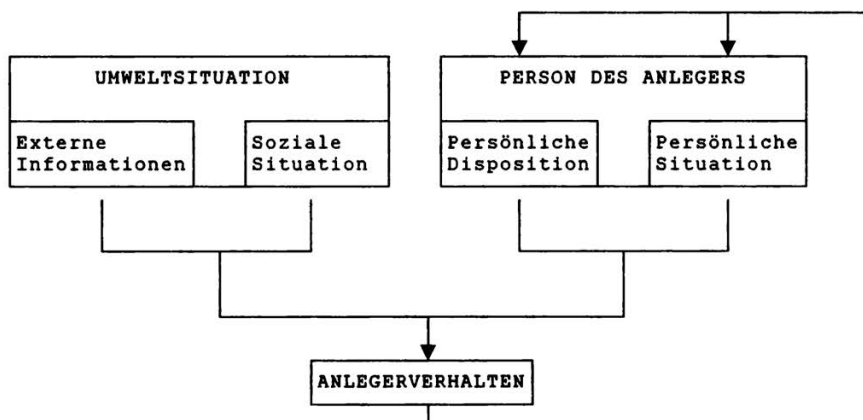 UMWELTSITUATION
Externe
Informationen
Soziale
Situation
PERSON DES ANLEGERS
Persönliche
Disposition
Persönliche
Situation
ANLEGERVERHALTEN